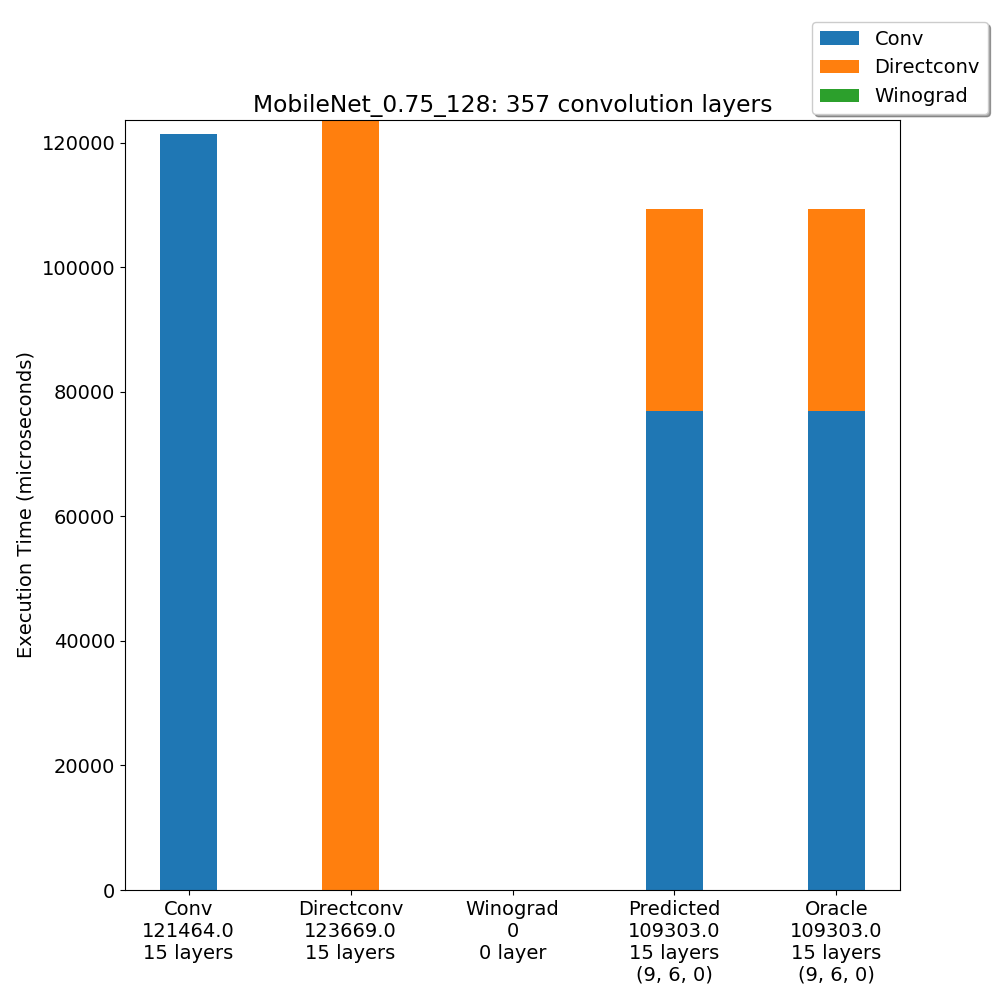 Conv
Directconv
Winograd
MobileNet_0.75_128: 357 convolution layers
Execution Time (microseconds)
120000
100000
80000
60000
40000
20000
0
Conv
121464.0
15 layers
Directconv
123669.0
15 layers
Winograd
0
0 layer
Predicted
109303.0
15 layers
(9, 6, 0)
Oracle
109303.0
15 layers
(9, 6, 0)